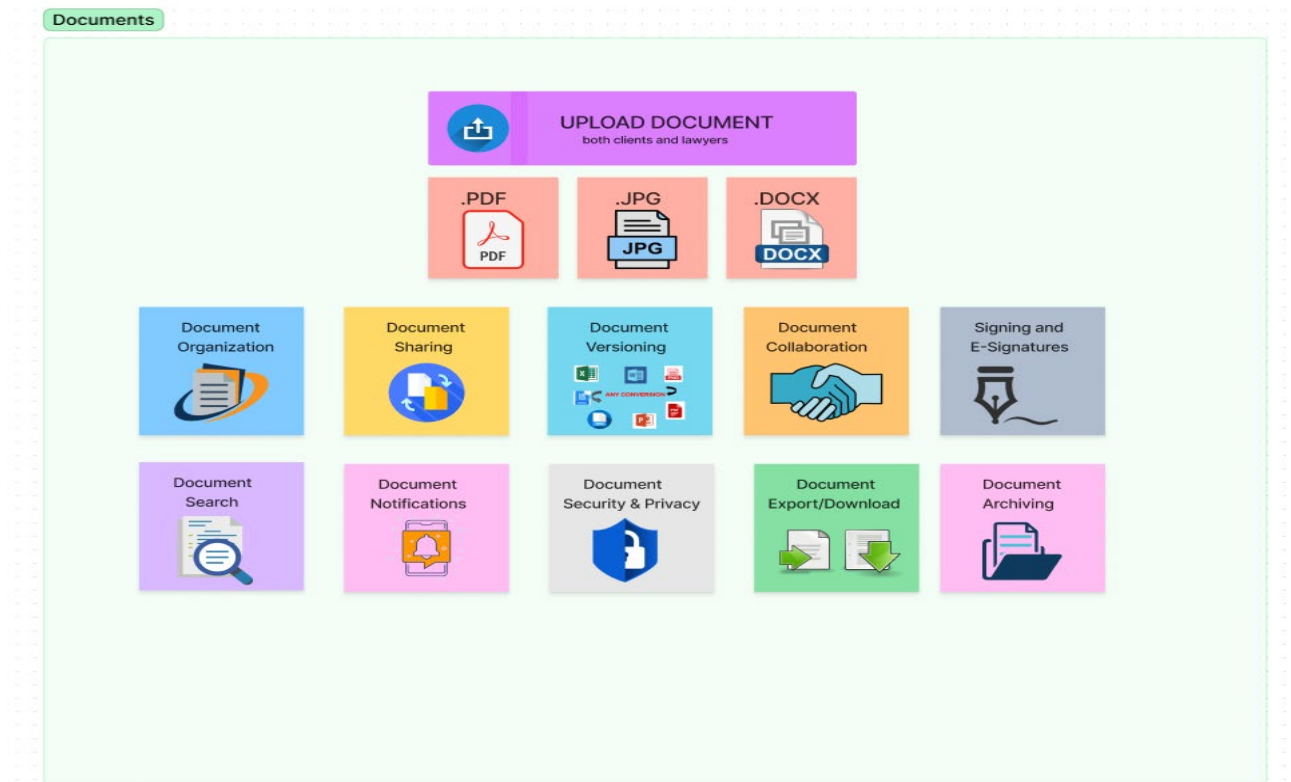 Documents
UPLOAD DOCUMENT
both clients and lawyers
.PDF
.JPG
.DOCX
PDF
JPG
DOCX
Document
Organization
Document
Sharing
Document
Versioning
ANY CONVERSION
Document
Collaboration
Signing and
E-Signatures
Document
Search
Document
Notifications
Document
Security & Privacy
Document
Export/Download
Document
Archiving